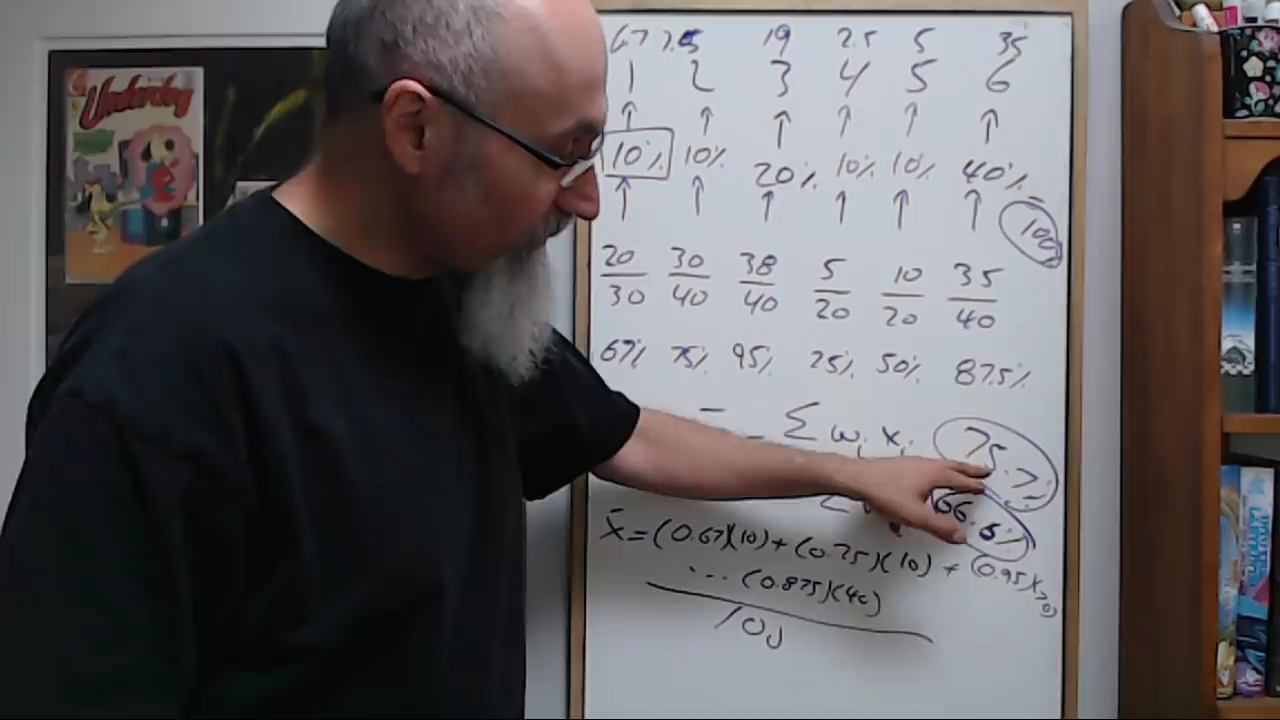 Underdog
6.7 7.5 19 2.5 5 35
1 2 3 4 5 6
↑ ↑ ↑ ↑ ↑ ↑
10% 10% 20% 10% 10% 40% =
↑ ↑ ↑ ↑ ↑ ↑ 100
20/30 30/40 38/40 5/20 10/20 35/40
67% 75% 95% 25% 50% 87.5%
= Σ wi xi 75.7%
66.6%
x̄ = (0.67)(10) + (0.75)(10) + (0.95)(20)
... (0.875)(40)
100